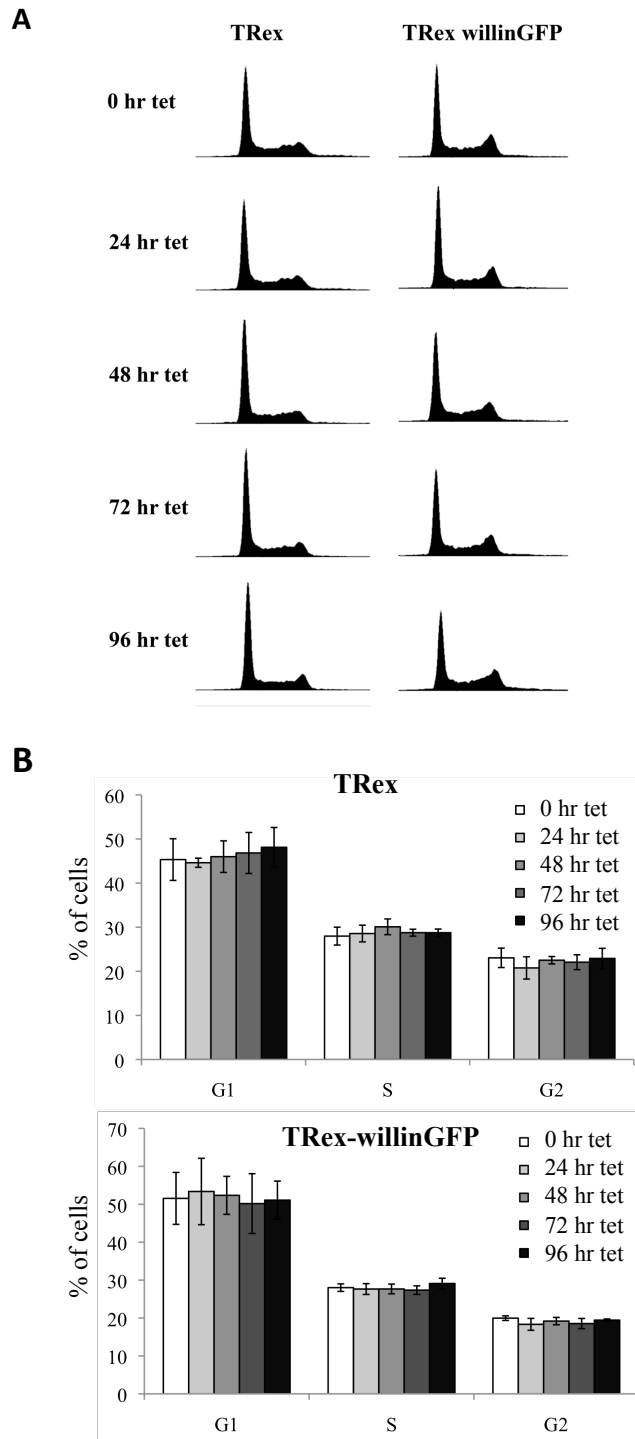 A
TRex TRex willinGFP
0 hr tet
24 hr tet
48 hr tet
72 hr tet
96 hr tet
B
TRex
% of cells
60
50
40
30
20
10
0
0 hr tet
24 hr tet
48 hr tet
72 hr tet
96 hr tet
G1 S G2
TRex-willinGFP
% of cells
70
60
50
40
30
20
10
0
0 hr tet
24 hr tet
48 hr tet
72 hr tet
96 hr tet
G1 S G2